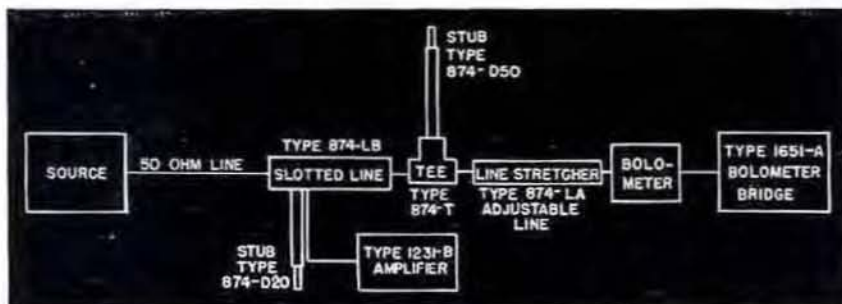 STUB
TYPE
874-D50
TYPE 874-LB
SOURCE
50 OHM LINE
SLOTTED LINE
TEE
LINE STRETCHER
BOLO-
METER
TYPE 1651-A
BOLOMETER
BRIDGE
TYPE
874-T
TYPE 874-LA
ADJUSTABLE
LINE
STUB
TYPE
874-D20
TYPE 1231-B
AMPLIFIER